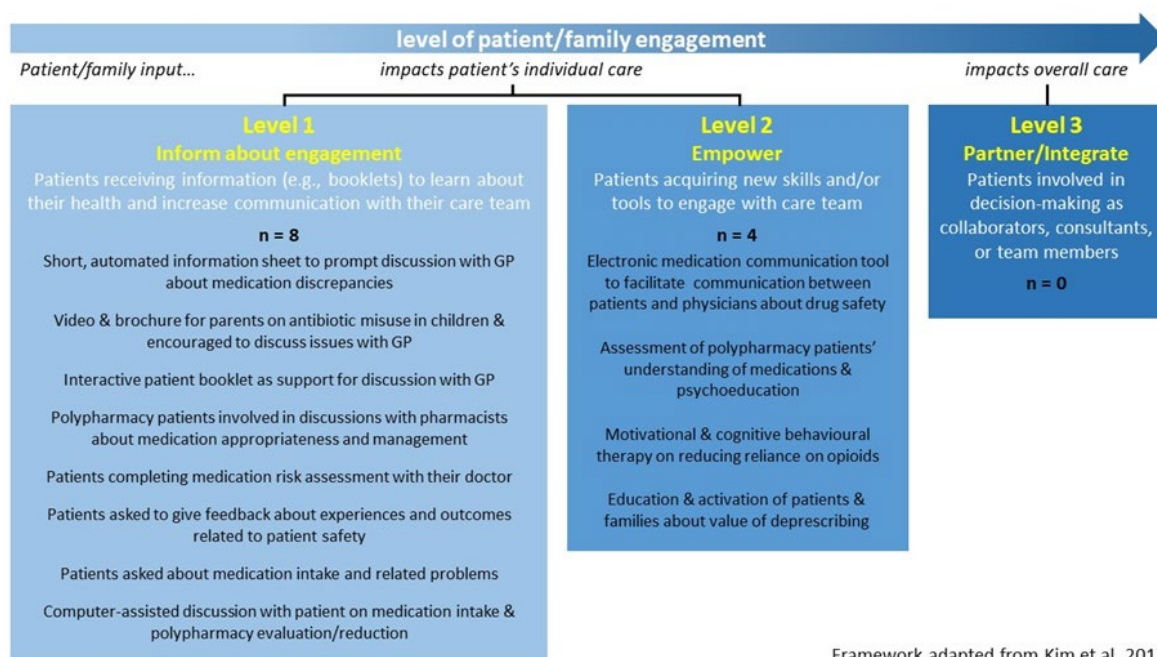 level of patient/family engagement
Patient/family input...
impacts patient's individual care
impacts overall care
Level 1
Inform about engagement
Patients receiving information (e.g., booklets) to learn about
their health and increase communication with their care team
n = 8
Short, automated information sheet to prompt discussion with GP
about medication discrepancies
Video & brochure for parents on antibiotic misuse in children &
encouraged to discuss issues with GP
Interactive patient booklet as support for discussion with GP
Polypharmacy patients involved in discussions with pharmacists
about medication appropriateness and management
Patients completing medication risk assessment with their doctor
Patients asked to give feedback about experiences and outcomes
related to patient safety
Patients asked about medication intake and related problems
Computer-assisted discussion with patient on medication intake &
polypharmacy evaluation/reduction
Level 2
Empower
Patients acquiring new skills and/or
tools to engage with care team
n = 4
Electronic medication communication tool
to facilitate communication between
patients and physicians about drug safety
Assessment of polypharmacy patients'
understanding of medications &
psychoeducation
Motivational & cognitive behavioural
therapy on reducing reliance on opioids
Education & activation of patients &
families about value of deprescribing
Level 3
Partner/Integrate
Patients involved in
decision-making as
collaborators, consultants,
or team members
n = 0
Framework adapted from Kim et al.